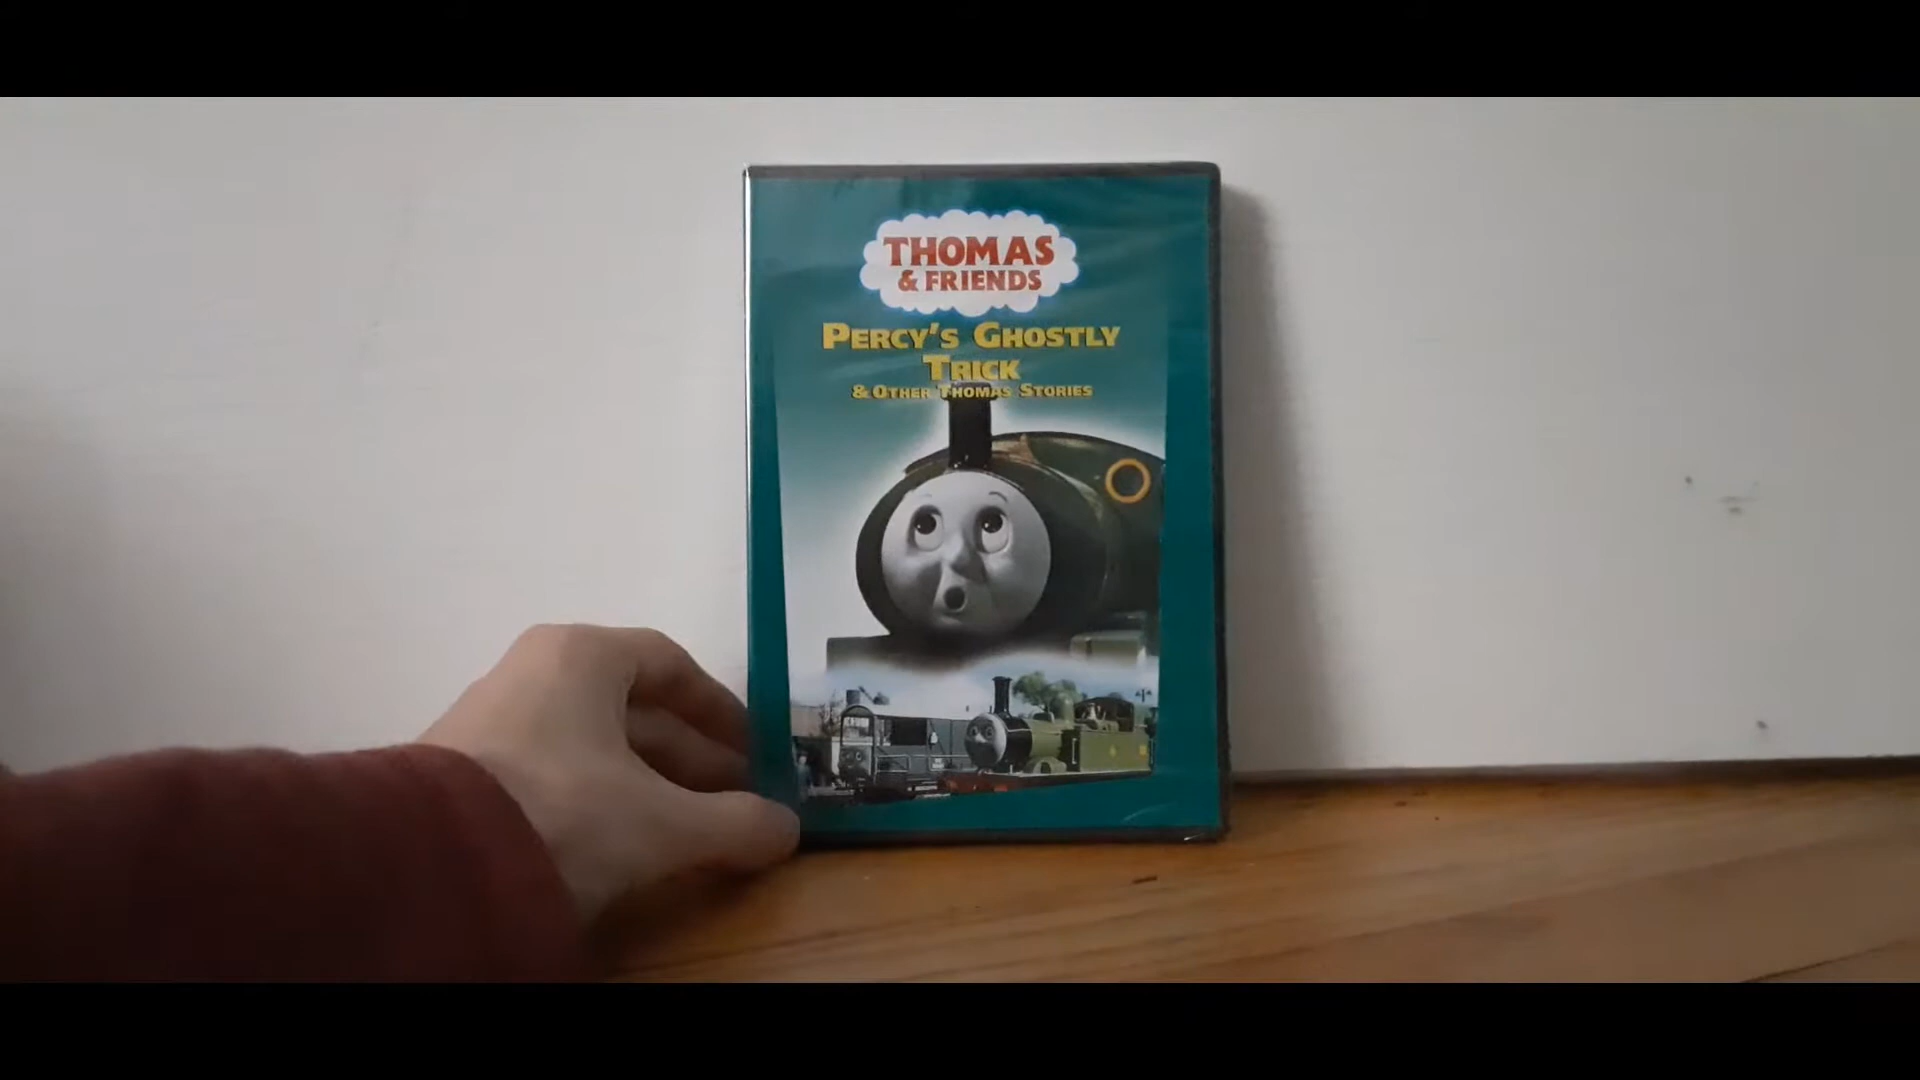 THOMAS
& FRIENDS
PERCY'S GHOSTLY
TRICK
& OTHER THOMAS STORIES